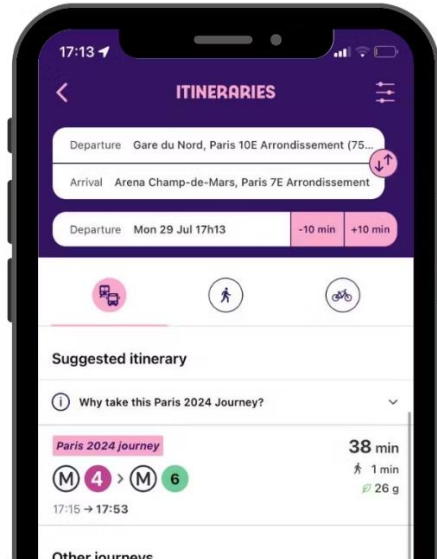 17:13
ITINERARIES
Departure Gare du Nord, Paris 10E Arrondissement (75...
Arrival Arena Champ-de-Mars, Paris 7E Arrondissement
Departure Mon 29 Jul 17h13 -10 min +10 min
Suggested itinerary
i Why take this Paris 2024 Journey?
Paris 2024 journey 38 min
M 4 > M 6 1 min
26 g
17:15 → 17:53
Other journeys